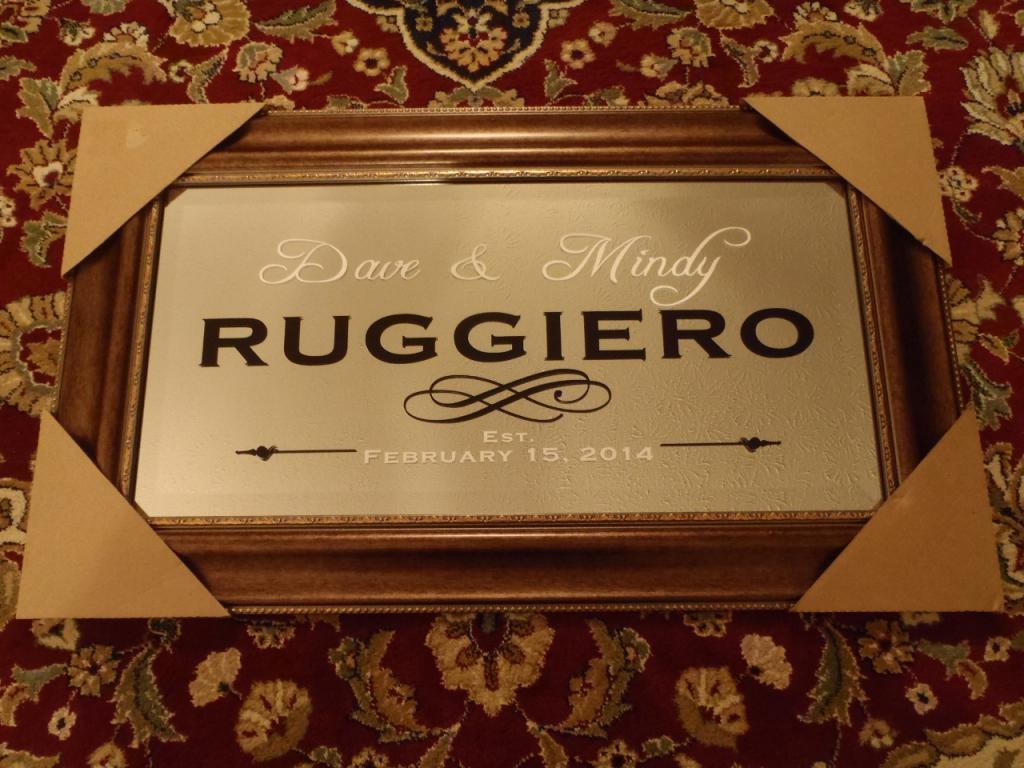 Dave & Mindy
RUGGIERO
EST.
FEBRUARY 15, 2014